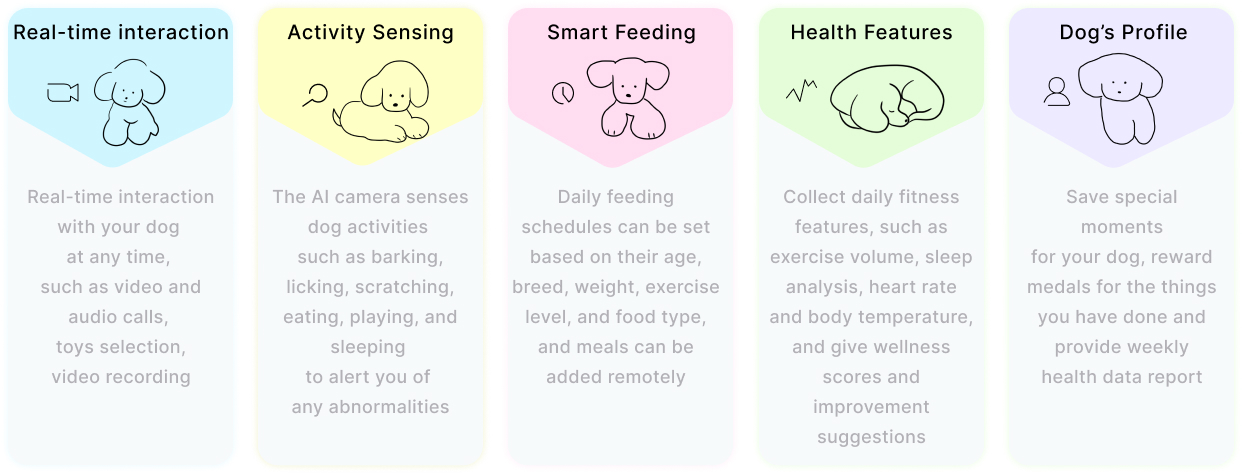 Real-time interaction
Real-time interaction
with your dog
at any time,
such as video and
audio calls,
toys selection,
video recording
Activity Sensing
The AI camera senses
dog activities
such as barking,
licking, scratching,
eating, playing, and
sleeping
to alert you of
any abnormalities
Smart Feeding
Daily feeding
schedules can be set
based on their age,
breed, weight, exercise
level, and food type,
and meals can be
added remotely
Health Features
Collect daily fitness
features, such as
exercise volume, sleep
analysis, heart rate
and body temperature,
and give wellness
scores and
improvement
suggestions
Dog’s Profile
Save special
moments
for your dog, reward
medals for the things
you have done and
provide weekly
health data report